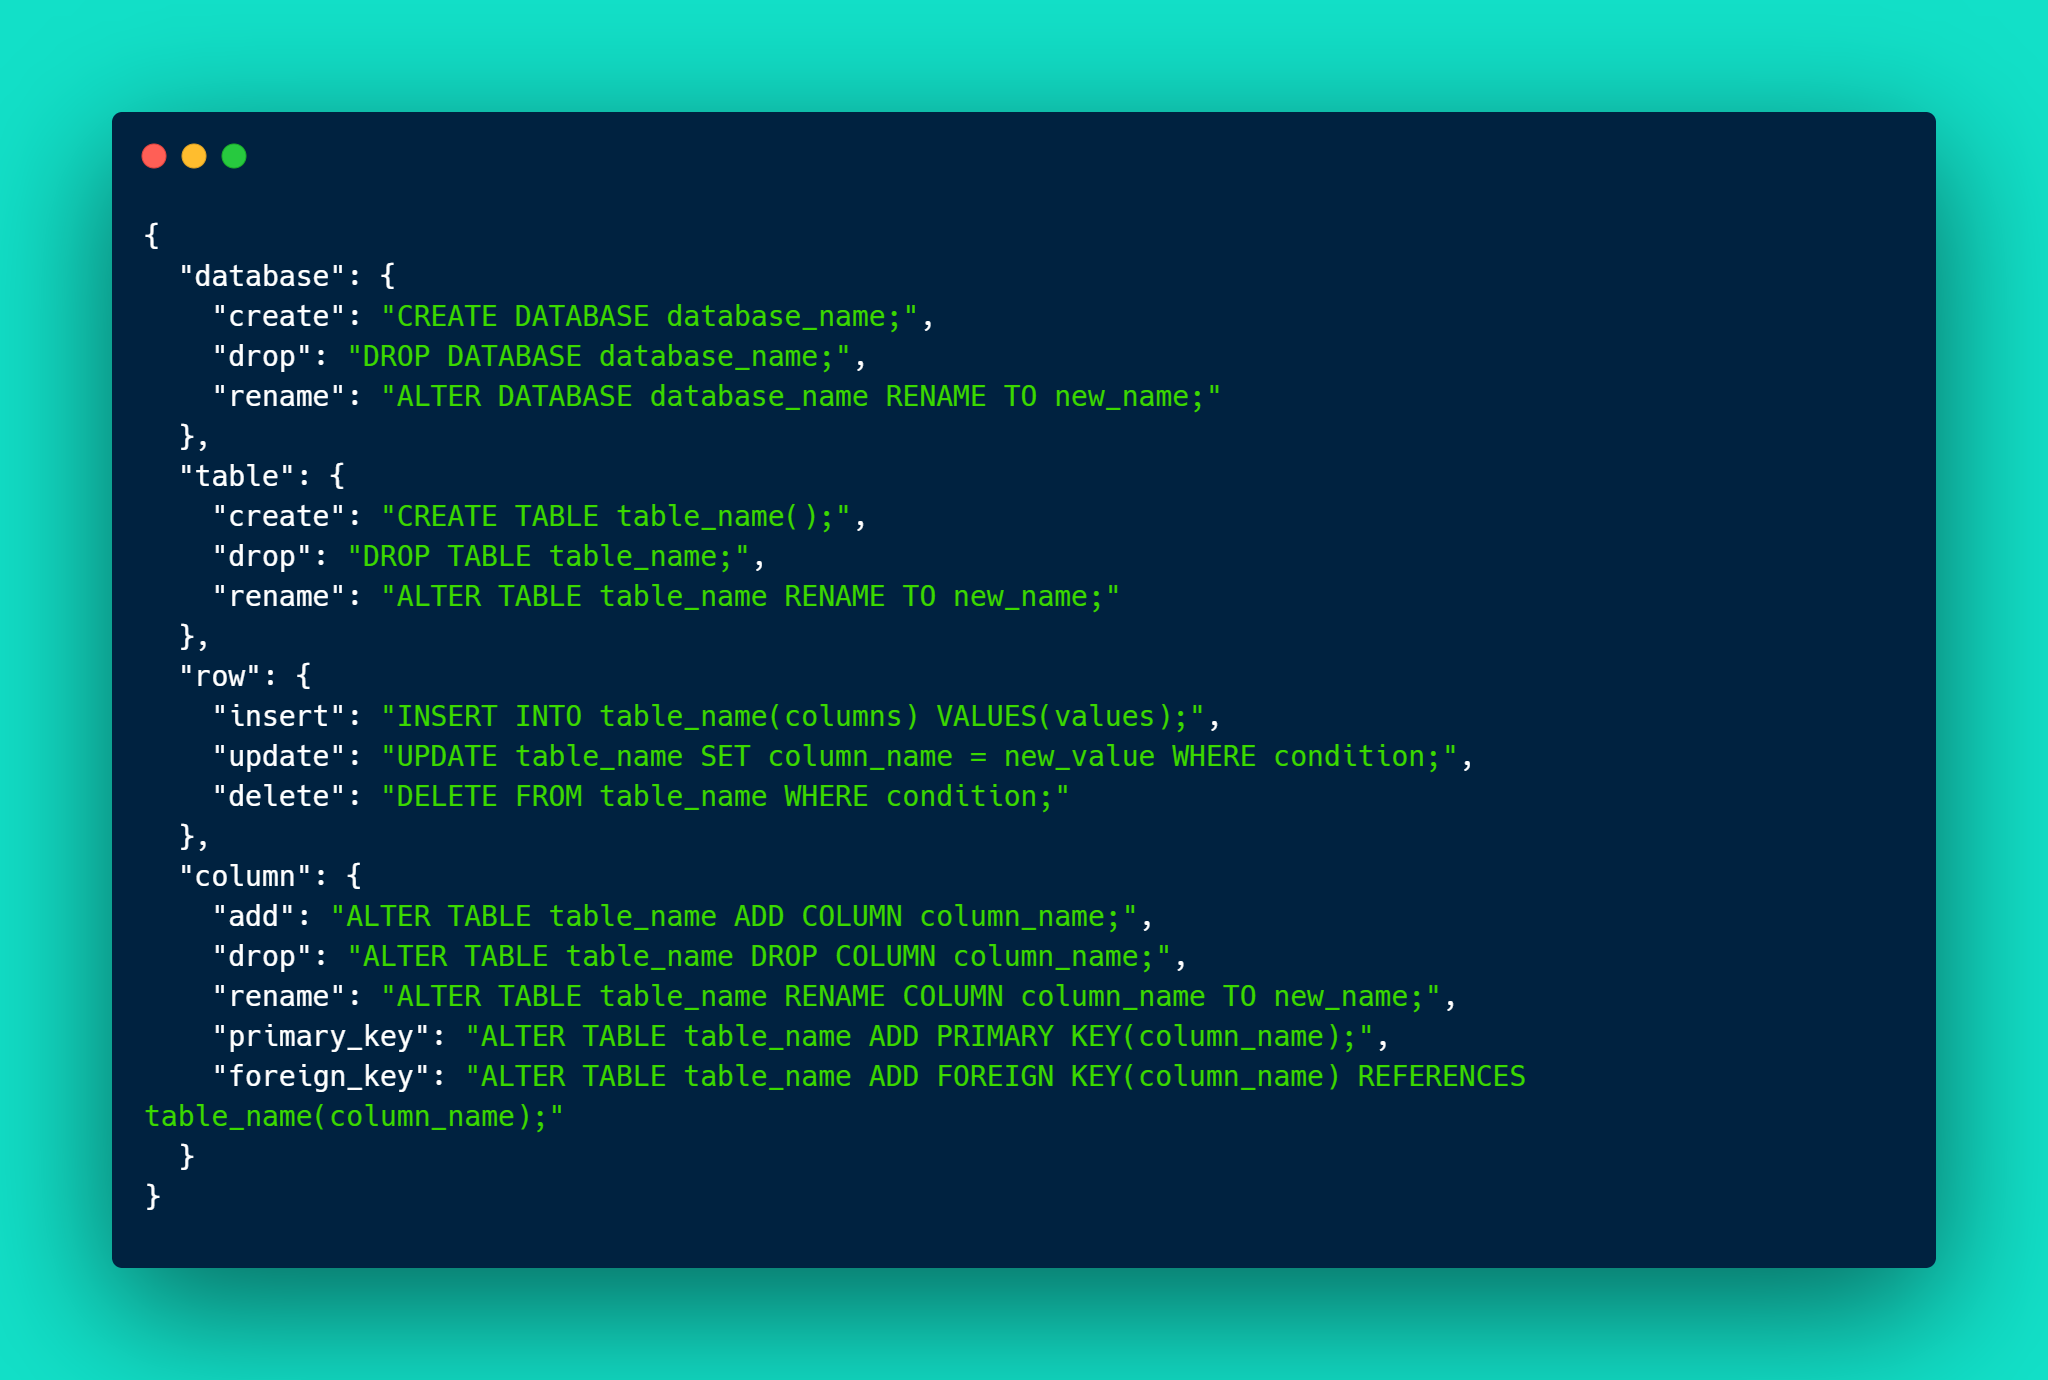 {
  "database": {
    "create": "CREATE DATABASE database_name;",
    "drop": "DROP DATABASE database_name;",
    "rename": "ALTER DATABASE database_name RENAME TO new_name;"
  },
  "table": {
    "create": "CREATE TABLE table_name();",
    "drop": "DROP TABLE table_name;",
    "rename": "ALTER TABLE table_name RENAME TO new_name;"
  },
  "row": {
    "insert": "INSERT INTO table_name(columns) VALUES(values);",
    "update": "UPDATE table_name SET column_name = new_value WHERE condition;",
    "delete": "DELETE FROM table_name WHERE condition;"
  },
  "column": {
    "add": "ALTER TABLE table_name ADD COLUMN column_name;",
    "drop": "ALTER TABLE table_name DROP COLUMN column_name;",
    "rename": "ALTER TABLE table_name RENAME COLUMN column_name TO new_name;",
    "primary_key": "ALTER TABLE table_name ADD PRIMARY KEY(column_name);",
    "foreign_key": "ALTER TABLE table_name ADD FOREIGN KEY(column_name) REFERENCES
table_name(column_name);"
  }
}